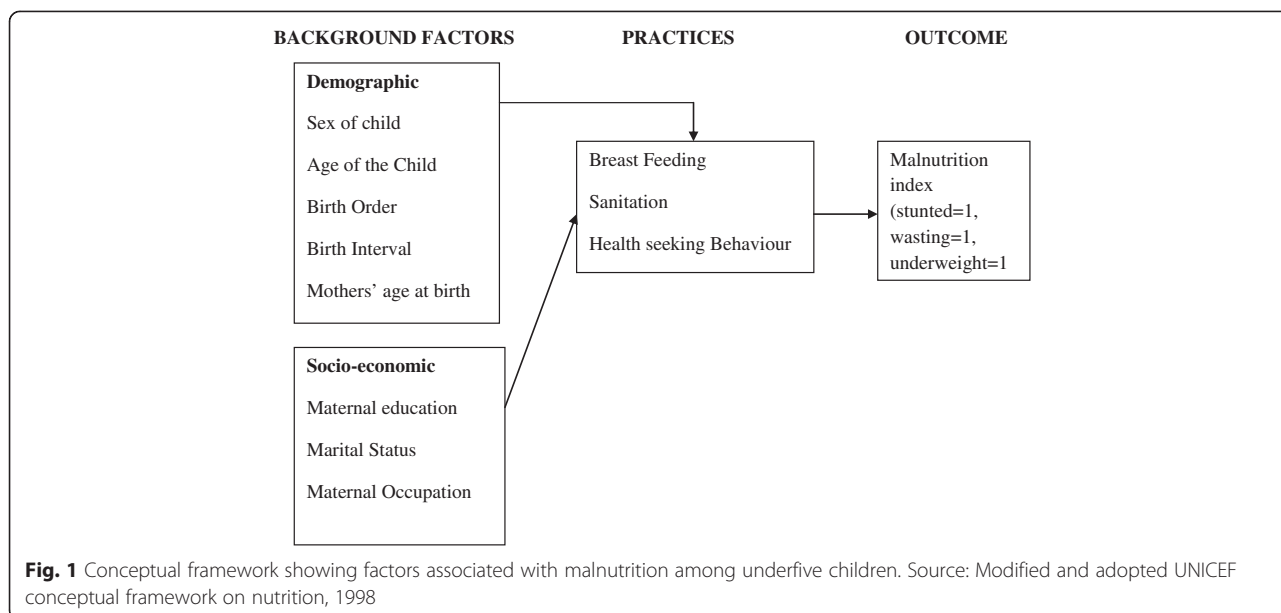 BACKGROUND FACTORS PRACTICES OUTCOME
Demographic
Sex of child
Age of the Child
Birth Order
Birth Interval
Mothers' age at birth
Socio-economic
Maternal education
Marital Status
Maternal Occupation
Breast Feeding
Sanitation
Health seeking Behaviour
Malnutrition
index
(stunted=1,
wasting=1,
underweight=1
Fig. 1 Conceptual framework showing factors associated with malnutrition among underfive children. Source: Modified and adopted UNICEF
conceptual framework on nutrition, 1998